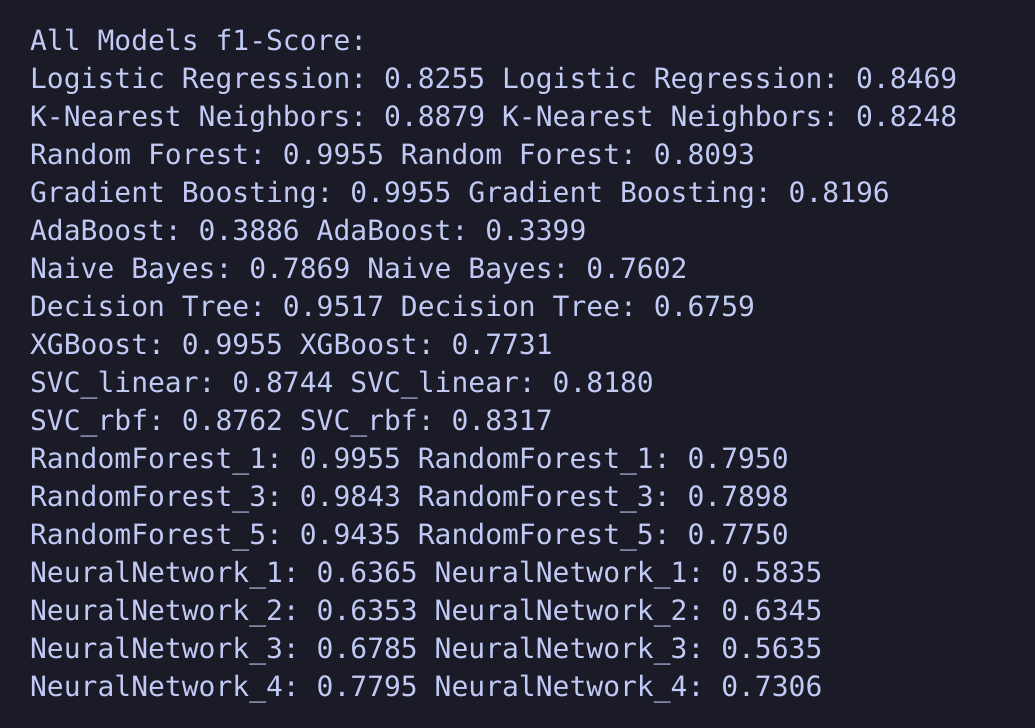 All Models f1-Score:
Logistic Regression: 0.8255 Logistic Regression: 0.8469
K-Nearest Neighbors: 0.8879 K-Nearest Neighbors: 0.8248
Random Forest: 0.9955 Random Forest: 0.8093
Gradient Boosting: 0.9955 Gradient Boosting: 0.8196
AdaBoost: 0.3886 AdaBoost: 0.3399
Naive Bayes: 0.7869 Naive Bayes: 0.7602
Decision Tree: 0.9517 Decision Tree: 0.6759
XGBoost: 0.9955 XGBoost: 0.7731
SVC_linear: 0.8744 SVC_linear: 0.8180
SVC_rbf: 0.8762 SVC_rbf: 0.8317
RandomForest_1: 0.9955 RandomForest_1: 0.7950
RandomForest_3: 0.9843 RandomForest_3: 0.7898
RandomForest_5: 0.9435 RandomForest_5: 0.7750
NeuralNetwork_1: 0.6365 NeuralNetwork_1: 0.5835
NeuralNetwork_2: 0.6353 NeuralNetwork_2: 0.6345
NeuralNetwork_3: 0.6785 NeuralNetwork_3: 0.5635
NeuralNetwork_4: 0.7795 NeuralNetwork_4: 0.7306